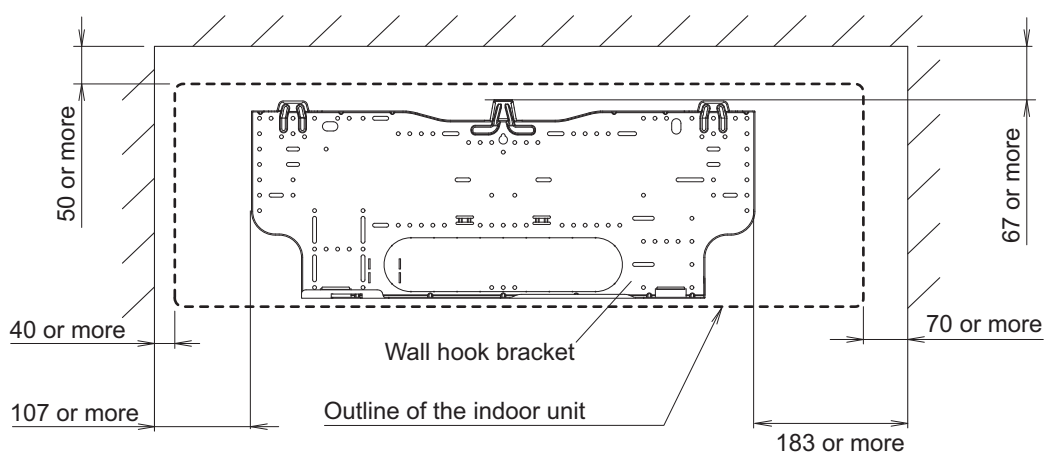 50 or more
67 or more
40 or more
70 or more
Wall hook bracket
107 or more
Outline of the indoor unit
183 or more